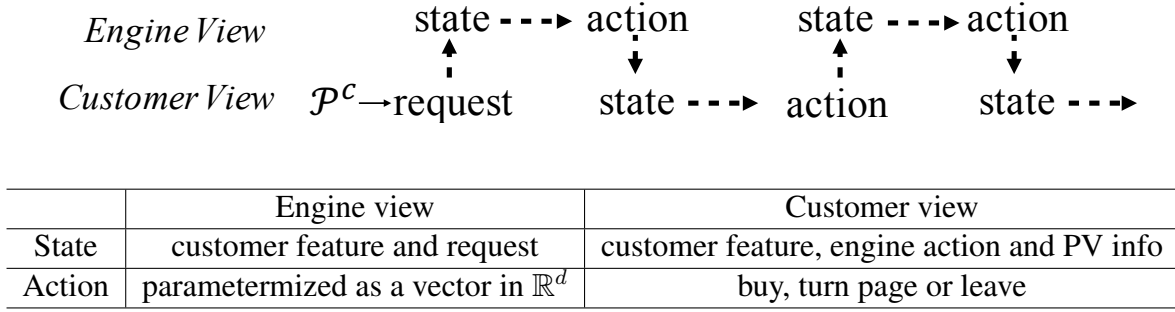 Engine View state action state action
Customer View 𝒫ᶜ request state action state
Engine view Customer view
State customer feature and request customer feature, engine action and PV info
Action parametermized as a vector in ℝᵈ buy, turn page or leave